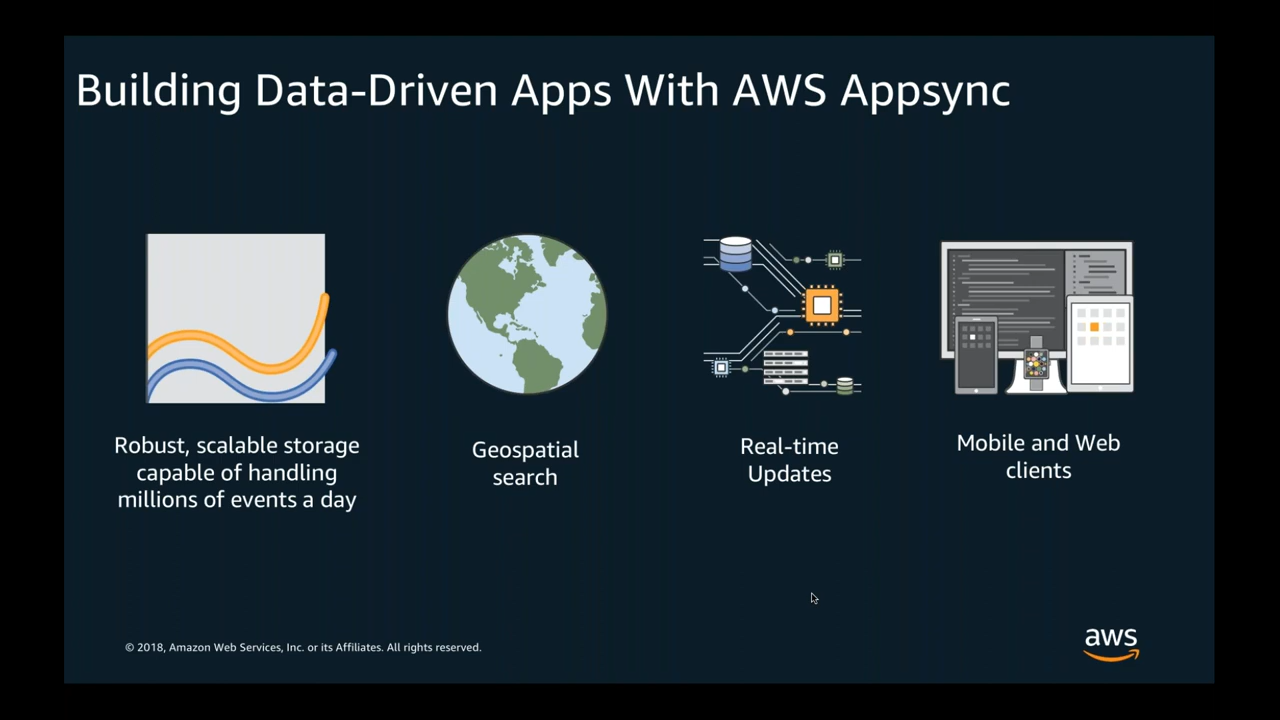 Building Data-Driven Apps With AWS Appsync
Robust, scalable storage
capable of handling
millions of events a day
Geospatial
search
Real-time
Updates
Mobile and Web
clients
© 2018, Amazon Web Services, Inc. or its Affiliates. All rights reserved.
aws